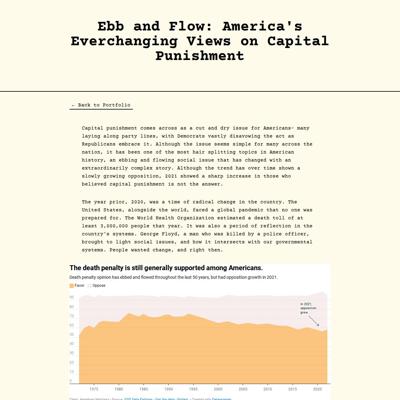 Ebb and Flow: America's
Everchanging Views on Capital
Punishment
← Back to Portfolio
Capital punishment comes across as a cut and dry issue for Americans- many
laying along party lines, with Democrats vastly disavowing the act as
Republicans embrace it. Although the issue seems simple for many across the
nation, it has been one of the most hair splitting topics in American
history, an ebbing and flowing social issue that has changed with an
extraordinarily complex story. Although the trend has over time shown a
slowly growing opposition, 2021 showed a sharp increase in those who
believed capital punishment is not the answer.
The year prior, 2020, was a time of radical change in the country. The
United States, alongside the world, faced a global pandemic that no one was
prepared for. The World Health Organization estimated a death toll of at
least 3,000,000 people that year. It was also a period of reflection in the
country's systems. George Floyd, a man who was killed by a police officer,
brought to light social issues, and how it intersects with our governmental
systems. People wanted change, and right then.
The death penalty is still generally supported among Americans.
Death penalty opinion has ebbed and flowed throughout the last 50 years, but had opposition growth in 2021.
Favor Oppose
90
80
70
60
50
40
30
20
10
0
In 2021,
opposition
grew
1975 1980 1985 1990 1995 2000 2005 2010 2015 2020